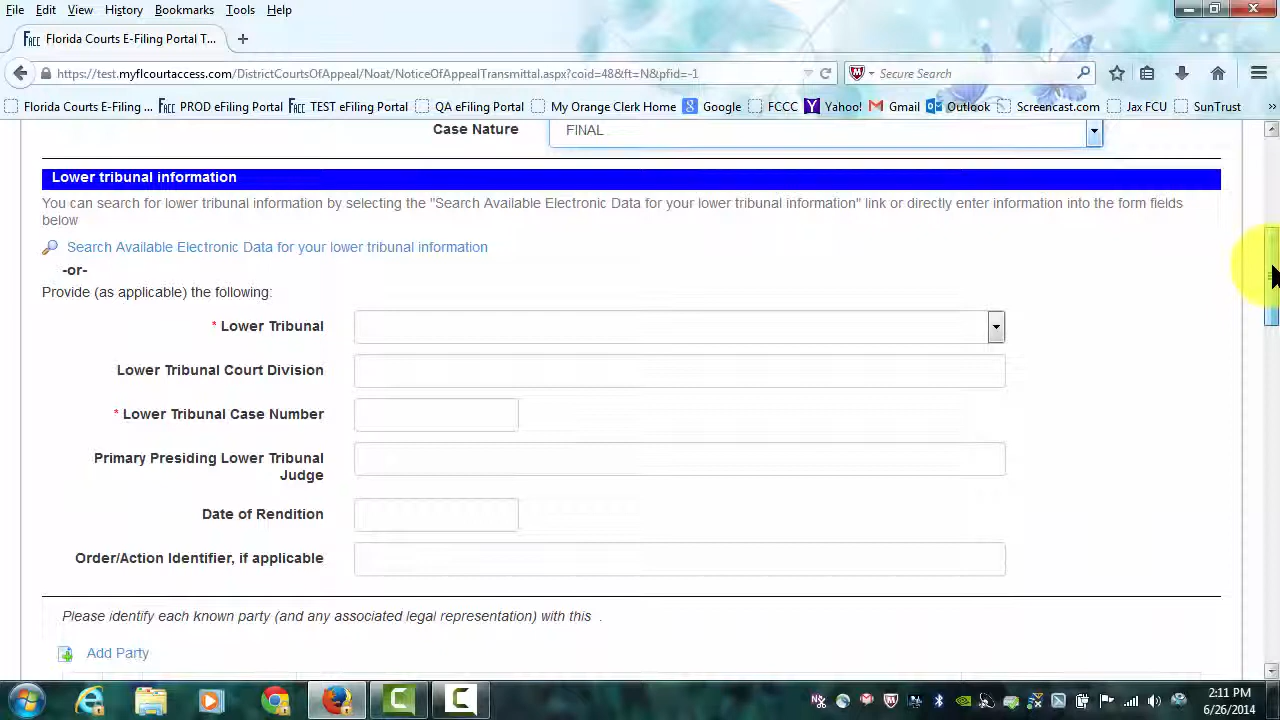 File Edit View History Bookmarks Tools Help
Florida Courts E-Filing Portal T...
https://test.myflcourtaccess.com/DistrictCourtsOfAppeal/Noat/NoticeOfAppealTransmittal.aspx?coid=48&ft=N&pfid=-1
Secure Search
Florida Courts E-Filing ... PROD eFiling Portal TEST eFiling Portal QA eFiling Portal My Orange Clerk Home Google FCCC Yahoo! Gmail Outlook Screencast.com Jax FCU SunTrust
Case Nature FINAL
Lower tribunal information
You can search for lower tribunal information by selecting the "Search Available Electronic Data for your lower tribunal information" link or directly enter information into the form fields
below
Search Available Electronic Data for your lower tribunal information
-or-
Provide (as applicable) the following:
* Lower Tribunal
Lower Tribunal Court Division
* Lower Tribunal Case Number
Primary Presiding Lower Tribunal
Judge
Date of Rendition
Order/Action Identifier, if applicable
Please identify each known party (and any associated legal representation) with this .
Add Party
2:11 PM
6/26/2014